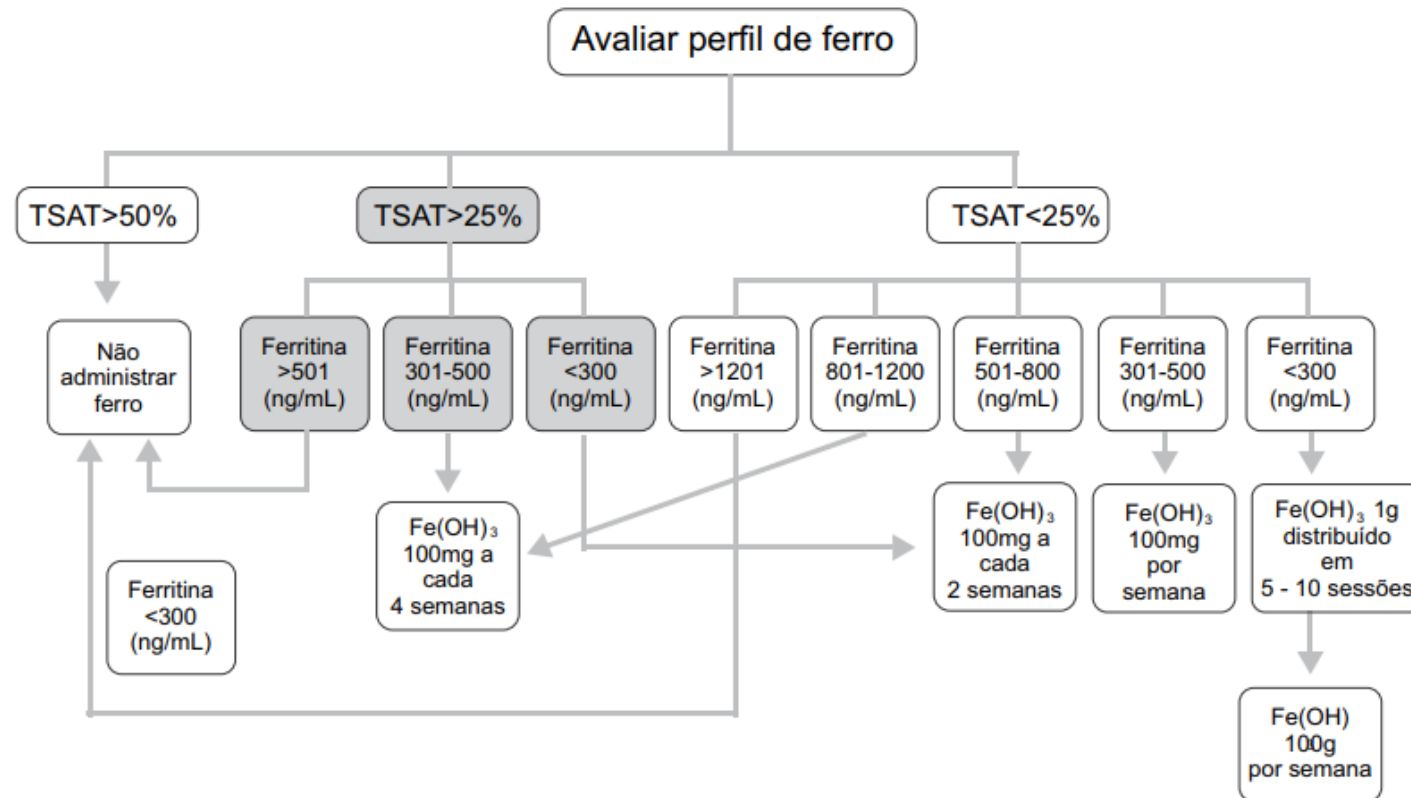 Avaliar perfil de ferro
TSAT>50%
TSAT>25%
TSAT<25%
Não
administrar
ferro
Ferritina
>501
(ng/mL)
Ferritina
301-500
(ng/mL)
Ferritina
<300
(ng/mL)
Ferritina
>1201
(ng/mL)
Ferritina
801-1200
(ng/mL)
Ferritina
501-800
(ng/mL)
Ferritina
301-500
(ng/mL)
Ferritina
<300
(ng/mL)
Ferritina
<300
(ng/mL)
Fe(OH)₃
100mg a
cada
4 semanas
Fe(OH)₃
100mg a
cada
2 semanas
Fe(OH)₃
100mg
por
semana
Fe(OH)₃ 1g
distribuído
em
5 - 10 sessões
Fe(OH)
100g
por semana